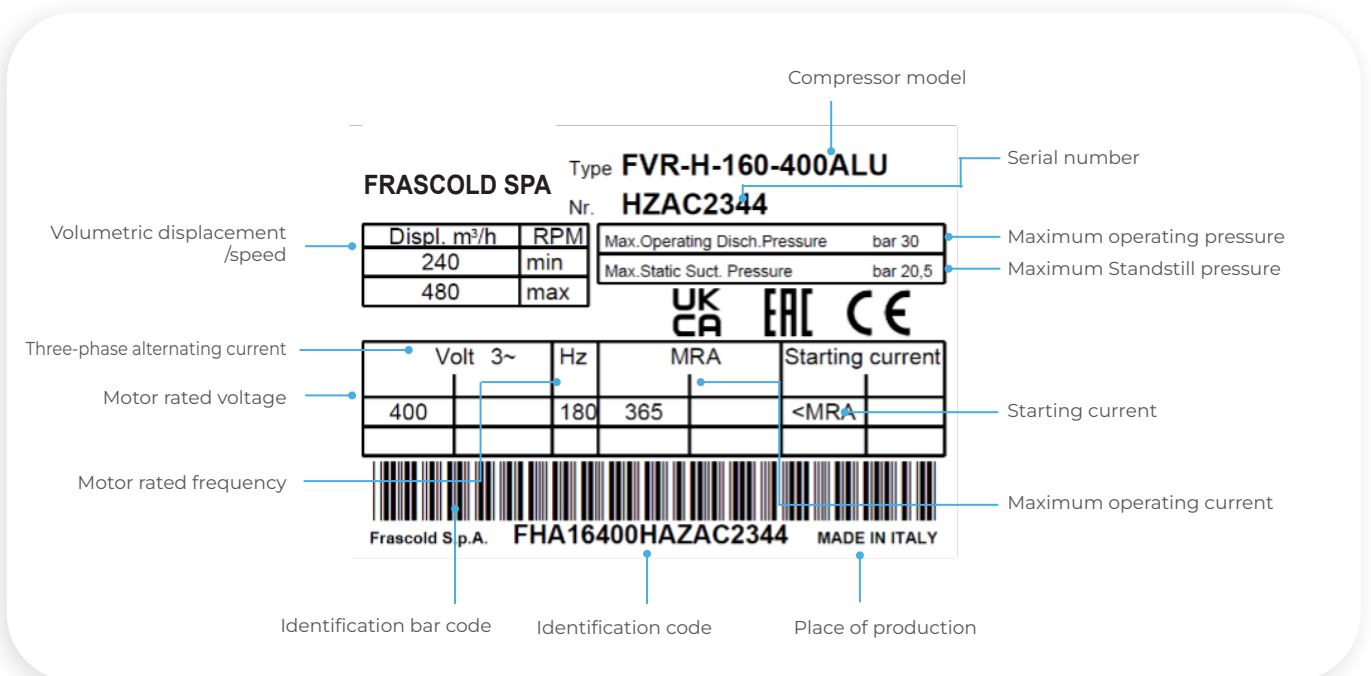 Compressor model
Type FVR-H-160-400ALU
Serial number
FRASCOLD SPA
Nr. HZAC2344
Volumetric displacement
/speed
Displ. m³/h RPM
240 min
480 max
Max.Operating Disch.Pressure bar 30
Maximum operating pressure
Max.Static Suct. Pressure bar 20,5
Maximum Standstill pressure
UK
CA EAC CE
Three-phase alternating current
Volt 3~ Hz MRA Starting current
Motor rated voltage
400 180 365 <MRA
Starting current
Motor rated frequency
Maximum operating current
Frascold S.p.A. FHA16400HAZAC2344 MADE IN ITALY
Identification bar code Identification code Place of production